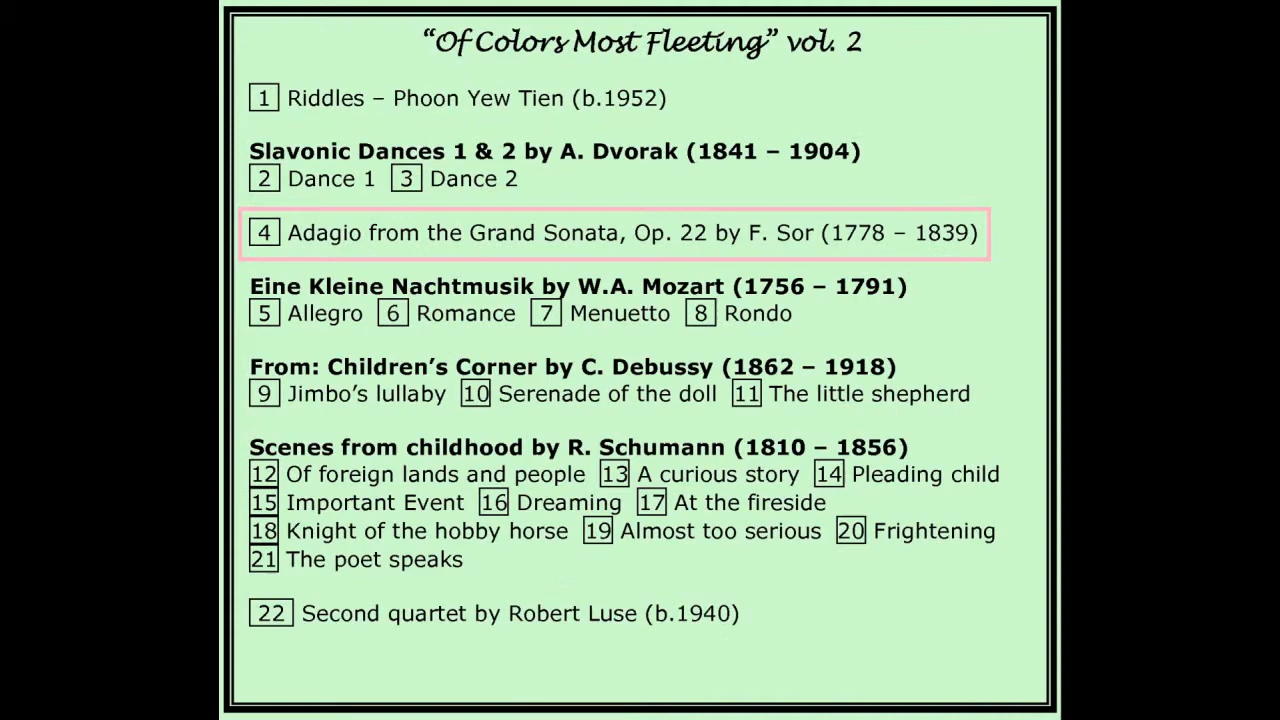 “Of Colors Most Fleeting” vol. 2
1 Riddles – Phoon Yew Tien (b.1952)
Slavonic Dances 1 & 2 by A. Dvorak (1841 – 1904)
2 Dance 1 3 Dance 2
4 Adagio from the Grand Sonata, Op. 22 by F. Sor (1778 – 1839)
Eine Kleine Nachtmusik by W.A. Mozart (1756 – 1791)
5 Allegro 6 Romance 7 Menuetto 8 Rondo
From: Children’s Corner by C. Debussy (1862 – 1918)
9 Jimbo’s lullaby 10 Serenade of the doll 11 The little shepherd
Scenes from childhood by R. Schumann (1810 – 1856)
12 Of foreign lands and people 13 A curious story 14 Pleading child
15 Important Event 16 Dreaming 17 At the fireside
18 Knight of the hobby horse 19 Almost too serious 20 Frightening
21 The poet speaks
22 Second quartet by Robert Luse (b.1940)